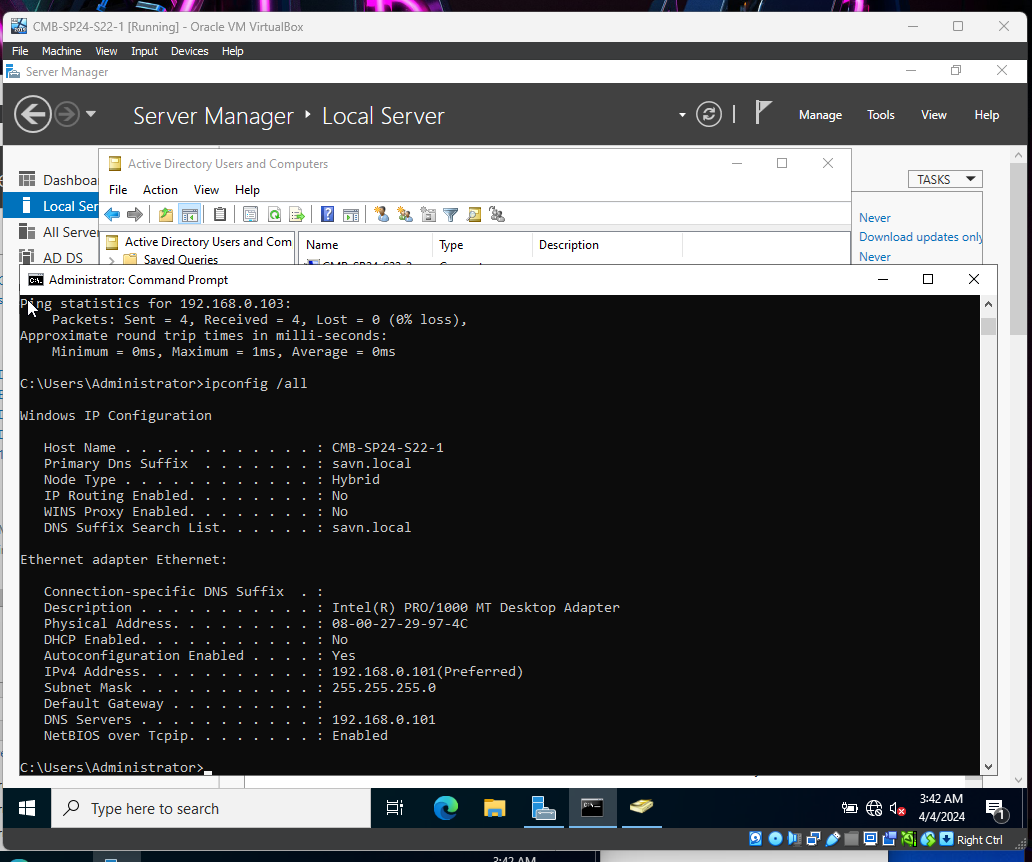 CMB-SP24-S22-1 [Running] - Oracle VM VirtualBox
File Machine View Input Devices Help
Server Manager
Server Manager ‣ Local Server
Manage Tools View Help
Dashboa
Local Ser
All Server
AD DS
Active Directory Users and Computers
File Action View Help
Active Directory Users and Com
Saved Queries
Name Type Description
TASKS
Never
Download updates only
Never
Administrator: Command Prompt
Ping statistics for 192.168.0.103:
    Packets: Sent = 4, Received = 4, Lost = 0 (0% loss),
Approximate round trip times in milli-seconds:
    Minimum = 0ms, Maximum = 1ms, Average = 0ms
C:\Users\Administrator>ipconfig /all
Windows IP Configuration
   Host Name . . . . . . . . . . . . : CMB-SP24-S22-1
   Primary Dns Suffix  . . . . . . . : savn.local
   Node Type . . . . . . . . . . . . : Hybrid
   IP Routing Enabled. . . . . . . . : No
   WINS Proxy Enabled. . . . . . . . : No
   DNS Suffix Search List. . . . . . : savn.local
Ethernet adapter Ethernet:
   Connection-specific DNS Suffix  . :
   Description . . . . . . . . . . . : Intel(R) PRO/1000 MT Desktop Adapter
   Physical Address. . . . . . . . . : 08-00-27-29-97-4C
   DHCP Enabled. . . . . . . . . . . : No
   Autoconfiguration Enabled . . . . : Yes
   IPv4 Address. . . . . . . . . . . : 192.168.0.101(Preferred)
   Subnet Mask . . . . . . . . . . . : 255.255.255.0
   Default Gateway . . . . . . . . . :
   DNS Servers . . . . . . . . . . . : 192.168.0.101
   NetBIOS over Tcpip. . . . . . . . : Enabled
C:\Users\Administrator>
Type here to search
3:42 AM
4/4/2024
1
Right Ctrl
3:42 AM